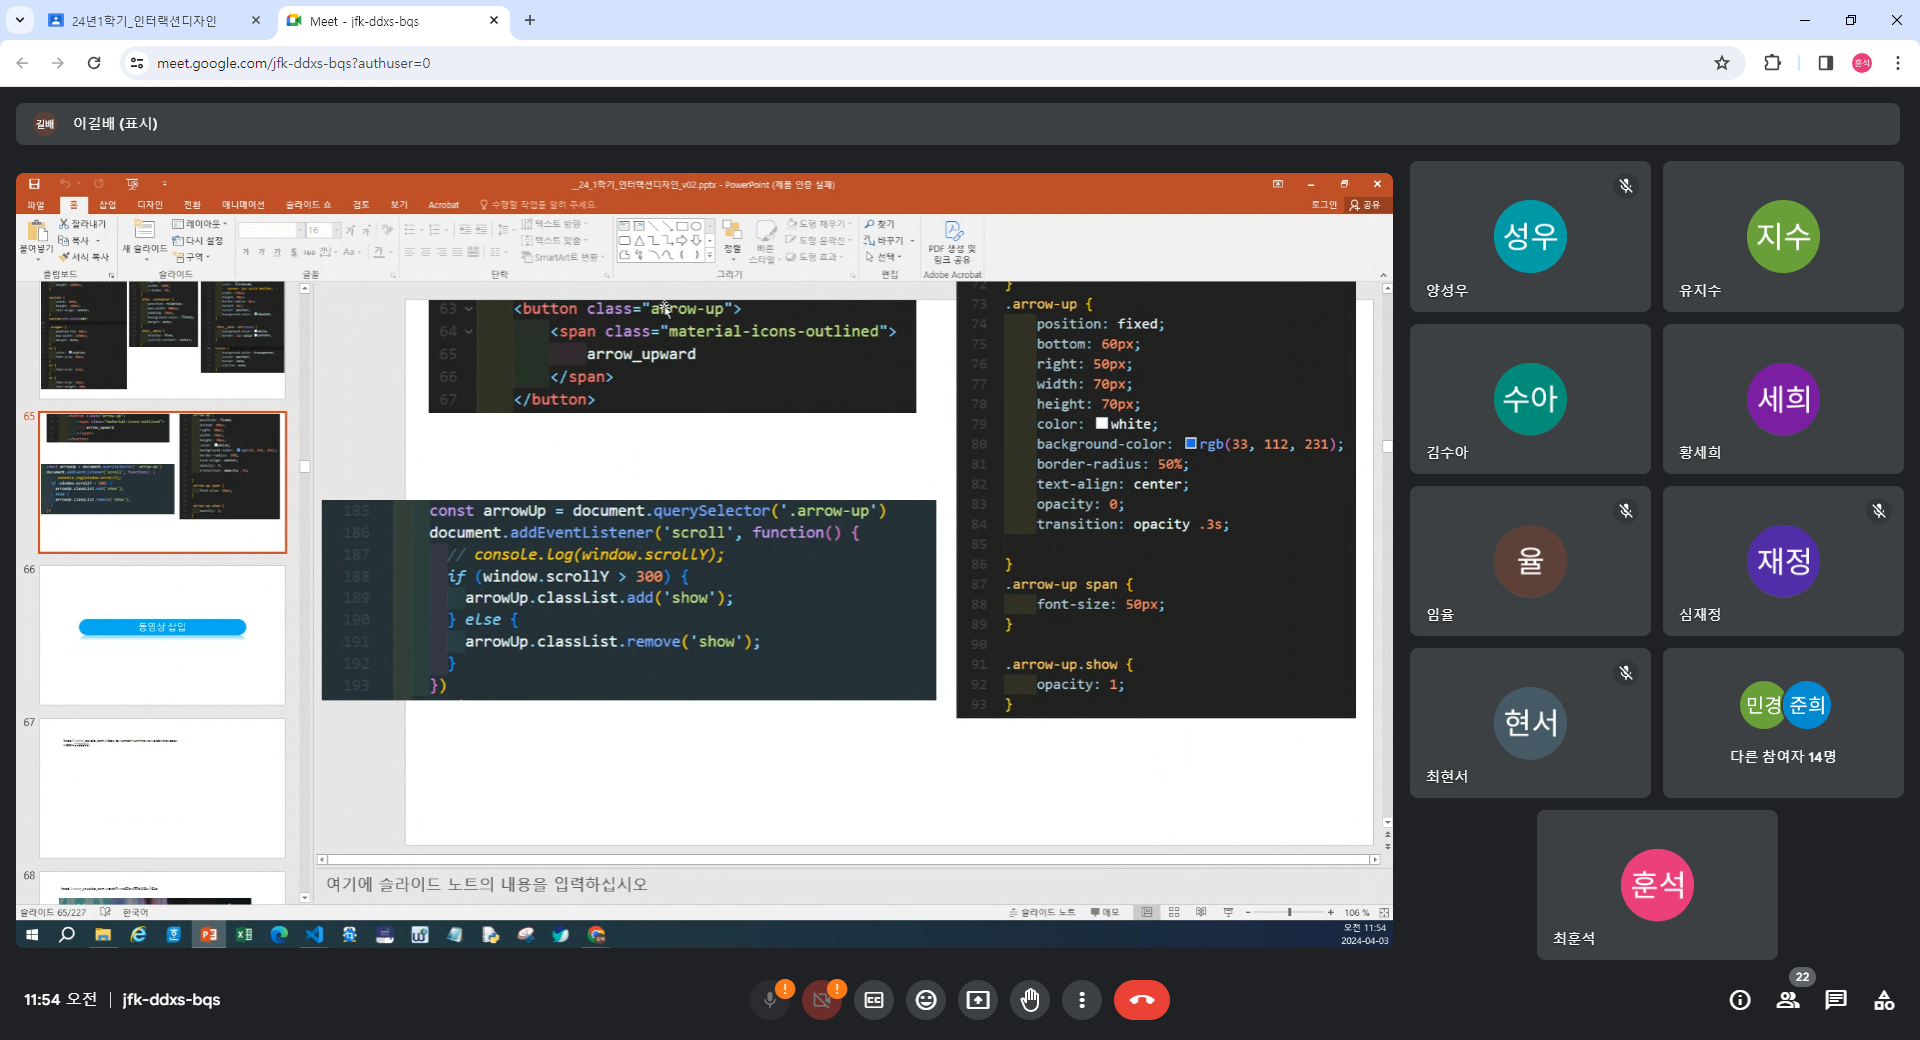 24년1학기_인터랙션디자인
Meet - jfk-ddxs-bqs
meet.google.com/jfk-ddxs-bqs?authuser=0
훈석
길배
이길배 (표시)
__24_1학기_인터랙션디자인_v02.pptx - PowerPoint (제품 인증 실패)
파일 홈 삽입 디자인 전환 애니메이션 슬라이드 쇼 검토 보기 Acrobat 수행할 작업을 알려 주세요.
로그인 공유
붙여넣기
잘라내기
복사
서식 복사
클립보드
새 슬라이드
레이아웃
다시 설정
구역
슬라이드
16
글꼴
텍스트 방향
텍스트 맞춤
SmartArt로 변환
단락
정렬
빠른 스타일
도형 채우기
도형 윤곽선
도형 효과
그리기
찾기
바꾸기
선택
편집
PDF 생성 및 링크 공유
Adobe Acrobat
65
66
동영상 삽입
67
68
63 <button class="arrow-up">
64 <span class="material-icons-outlined">
65 arrow_upward
66 </span>
67 </button>
185 const arrowUp = document.querySelector('.arrow-up')
186 document.addEventListener('scroll', function() {
187 // console.log(window.scrollY);
188 if (window.scrollY > 300) {
189 arrowUp.classList.add('show');
190 } else {
191 arrowUp.classList.remove('show');
192 }
193 })
72 }
73 .arrow-up {
74 position: fixed;
75 bottom: 60px;
76 right: 50px;
77 width: 70px;
78 height: 70px;
79 color: white;
80 background-color: rgb(33, 112, 231);
81 border-radius: 50%;
82 text-align: center;
83 opacity: 0;
84 transition: opacity .3s;
85
86 }
87 .arrow-up span {
88 font-size: 50px;
89 }
90
91 .arrow-up.show {
92 opacity: 1;
93 }
여기에 슬라이드 노트의 내용을 입력하십시오
슬라이드 65/227 한국어
슬라이드 노트 메모 106 %
오전 11:54
2024-04-03
성우
양성우
지수
유지수
수아
김수아
세희
황세희
율
임율
재정
심재정
현서
최현서
민경 준희
다른 참여자 14명
훈석
최훈석
11:54 오전 | jfk-ddxs-bqs
22